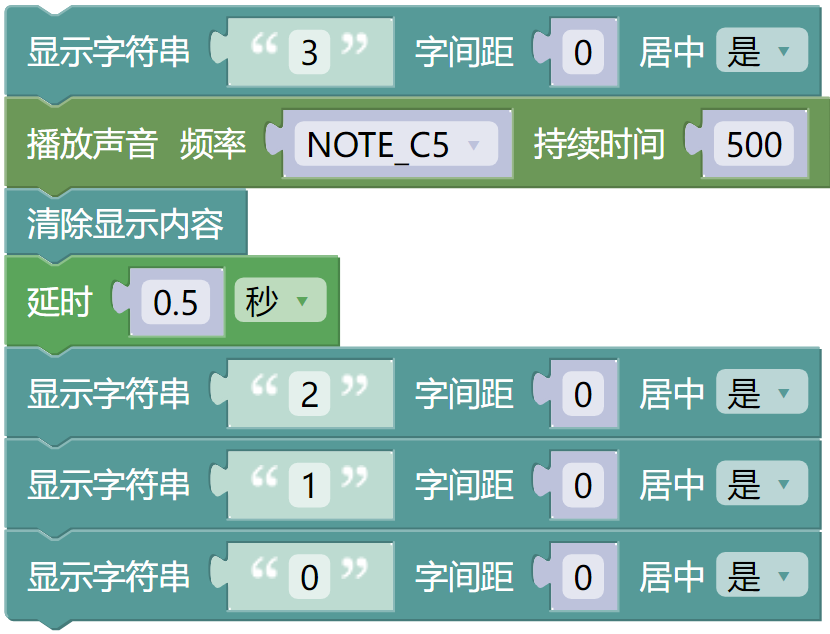 显示字符串 “ 3 ” 字间距 0 居中 是
播放声音 频率 NOTE_C5 持续时间 500
清除显示内容
延时 0.5 秒
显示字符串 “ 2 ” 字间距 0 居中 是
显示字符串 “ 1 ” 字间距 0 居中 是
显示字符串 “ 0 ” 字间距 0 居中 是